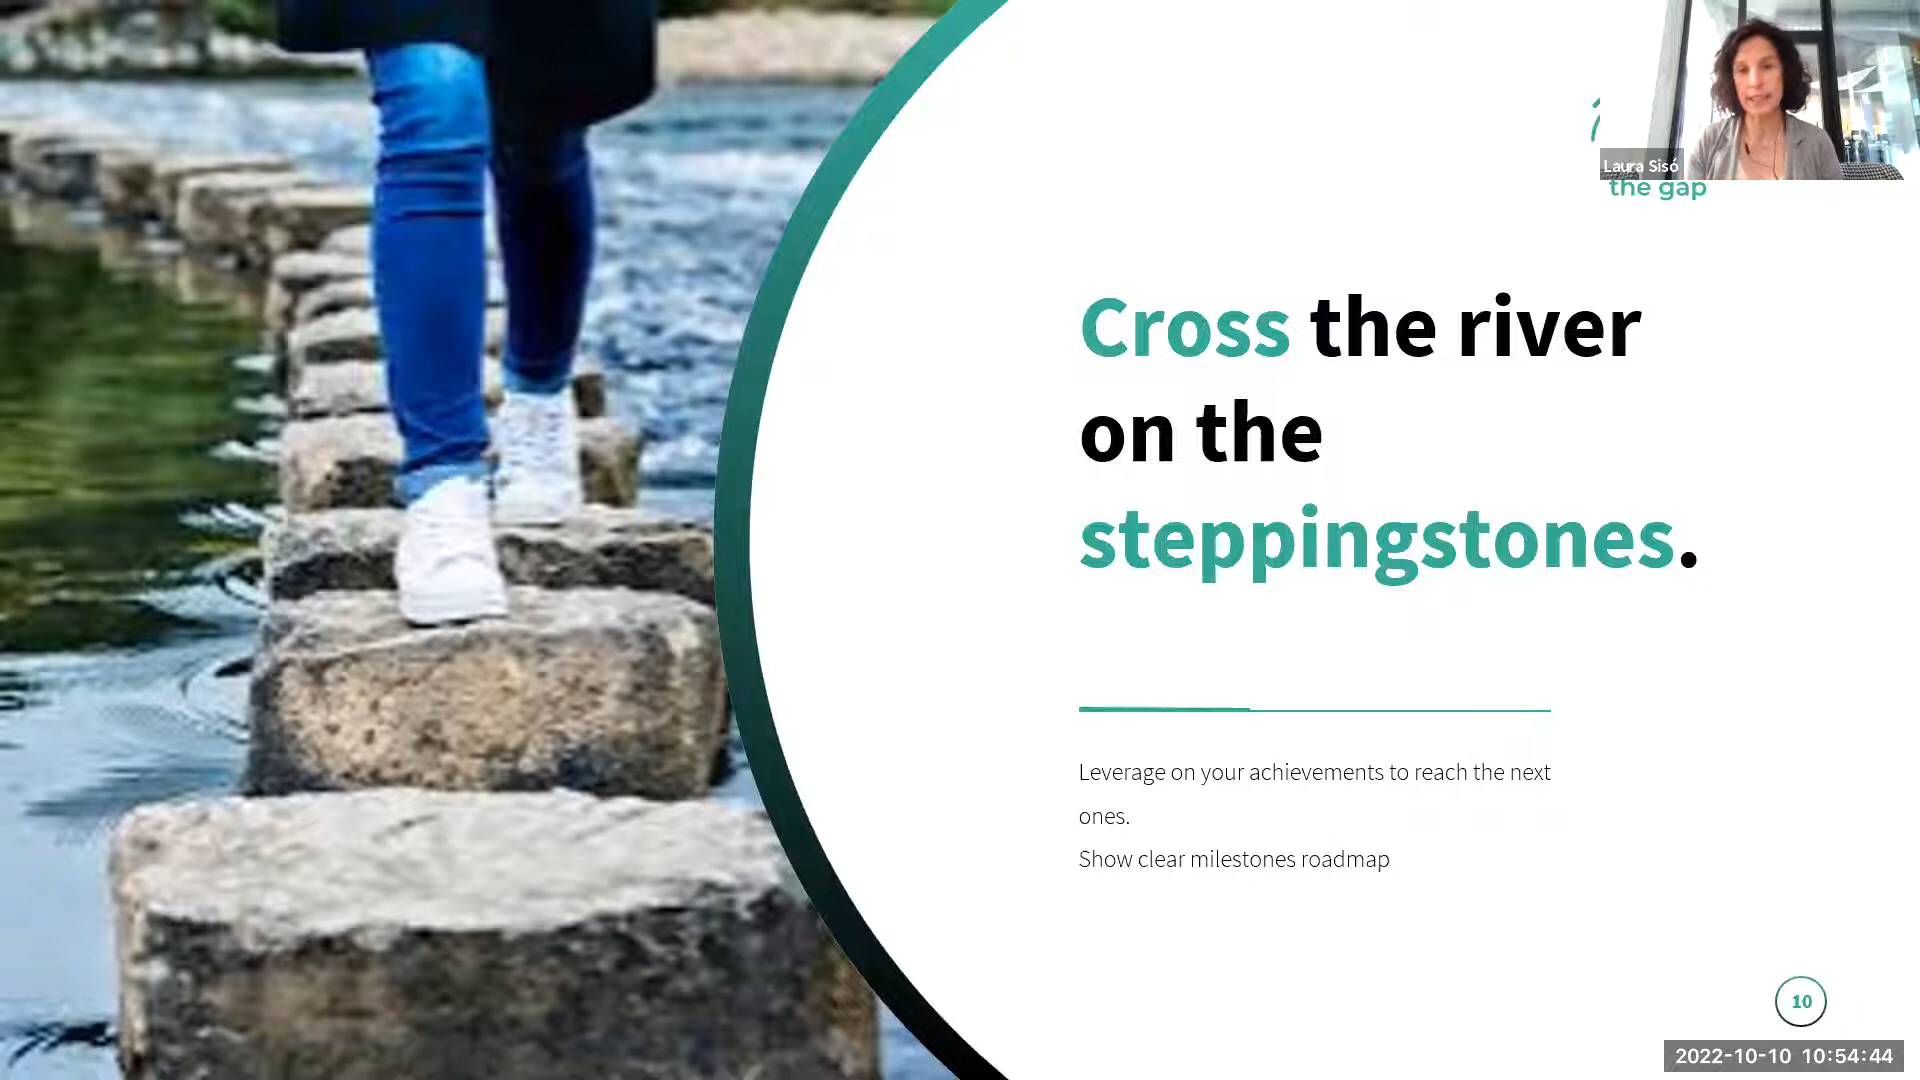 Laura Sisó
the gap
Cross the river
on the
steppingstones.
Leverage on your achievements to reach the next
ones.
Show clear milestones roadmap
10
2022-10-10 10:54:44